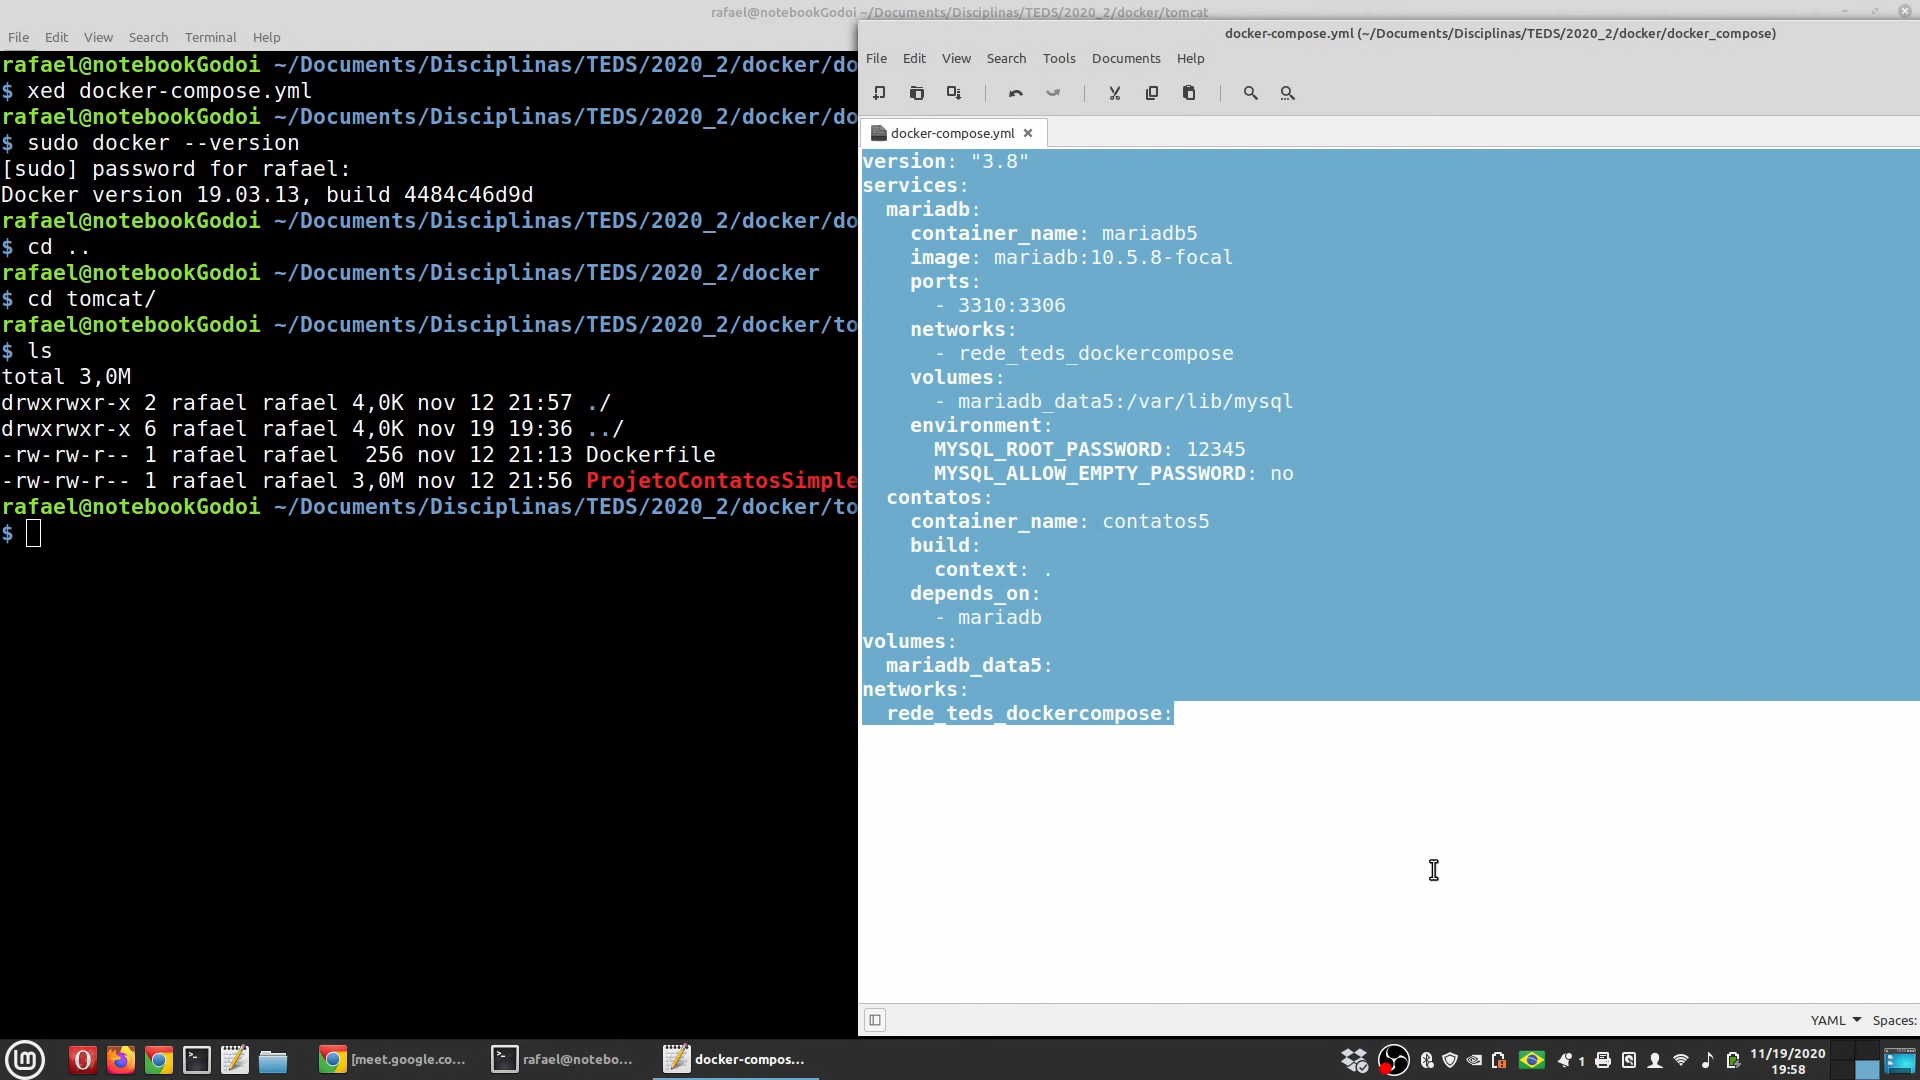 rafael@notebookGodoi ~/Documents/Disciplinas/TEDS/2020_2/docker/tomcat
File Edit View Search Terminal Help
rafael@notebookGodoi ~/Documents/Disciplinas/TEDS/2020_2/docker/do
$ xed docker-compose.yml
rafael@notebookGodoi ~/Documents/Disciplinas/TEDS/2020_2/docker/do
$ sudo docker --version
[sudo] password for rafael:
Docker version 19.03.13, build 4484c46d9d
rafael@notebookGodoi ~/Documents/Disciplinas/TEDS/2020_2/docker/do
$ cd ..
rafael@notebookGodoi ~/Documents/Disciplinas/TEDS/2020_2/docker
$ cd tomcat/
rafael@notebookGodoi ~/Documents/Disciplinas/TEDS/2020_2/docker/to
$ ls
total 3,0M
drwxrwxr-x 2 rafael rafael 4,0K nov 12 21:57 ./
drwxrwxr-x 6 rafael rafael 4,0K nov 19 19:36 ../
-rw-rw-r-- 1 rafael rafael  256 nov 12 21:13 Dockerfile
-rw-rw-r-- 1 rafael rafael 3,0M nov 12 21:56 ProjetoContatosSimple
rafael@notebookGodoi ~/Documents/Disciplinas/TEDS/2020_2/docker/to
$
docker-compose.yml (~/Documents/Disciplinas/TEDS/2020_2/docker/docker_compose)
File Edit View Search Tools Documents Help
docker-compose.yml
version: "3.8"
services:
  mariadb:
    container_name: mariadb5
    image: mariadb:10.5.8-focal
    ports:
      - 3310:3306
    networks:
      - rede_teds_dockercompose
    volumes:
      - mariadb_data5:/var/lib/mysql
    environment:
      MYSQL_ROOT_PASSWORD: 12345
      MYSQL_ALLOW_EMPTY_PASSWORD: no
  contatos:
    container_name: contatos5
    build:
      context: .
    depends_on:
      - mariadb
volumes:
  mariadb_data5:
networks:
  rede_teds_dockercompose:
YAML Spaces:
[meet.google.co... rafael@notebo... docker-compos... 1 11/19/2020
19:58